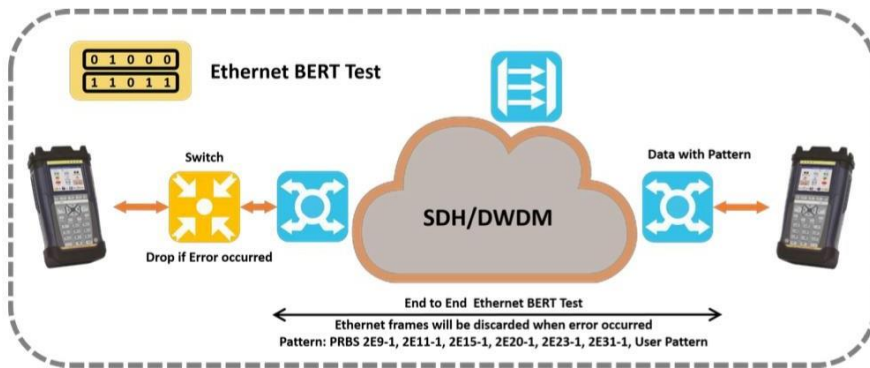 0 1 0 0 0
1 1 0 1 1
Ethernet BERT Test
Switch
Data with Pattern
SDH/DWDM
Drop if Error occurred
End to End Ethernet BERT Test
Ethernet frames will be discarded when error occurred
Pattern: PRBS 2E9-1, 2E11-1, 2E15-1, 2E20-1, 2E23-1, 2E31-1, User Pattern